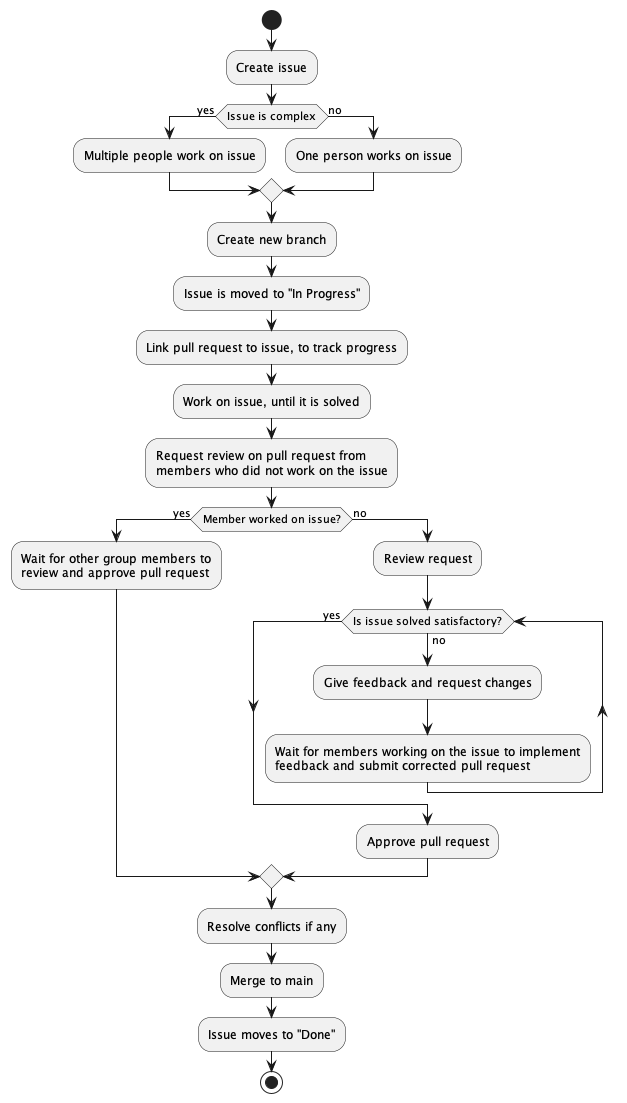 Create issue
yes
Issue is complex
no
Multiple people work on issue
One person works on issue
Create new branch
Issue is moved to "In Progress"
Link pull request to issue, to track progress
Work on issue, until it is solved
Request review on pull request from
members who did not work on the issue
yes
Member worked on issue?
no
Wait for other group members to
review and approve pull request
Review request
yes
Is issue solved satisfactory?
no
Give feedback and request changes
Wait for members working on the issue to implement
feedback and submit corrected pull request
Approve pull request
Resolve conflicts if any
Merge to main
Issue moves to "Done"